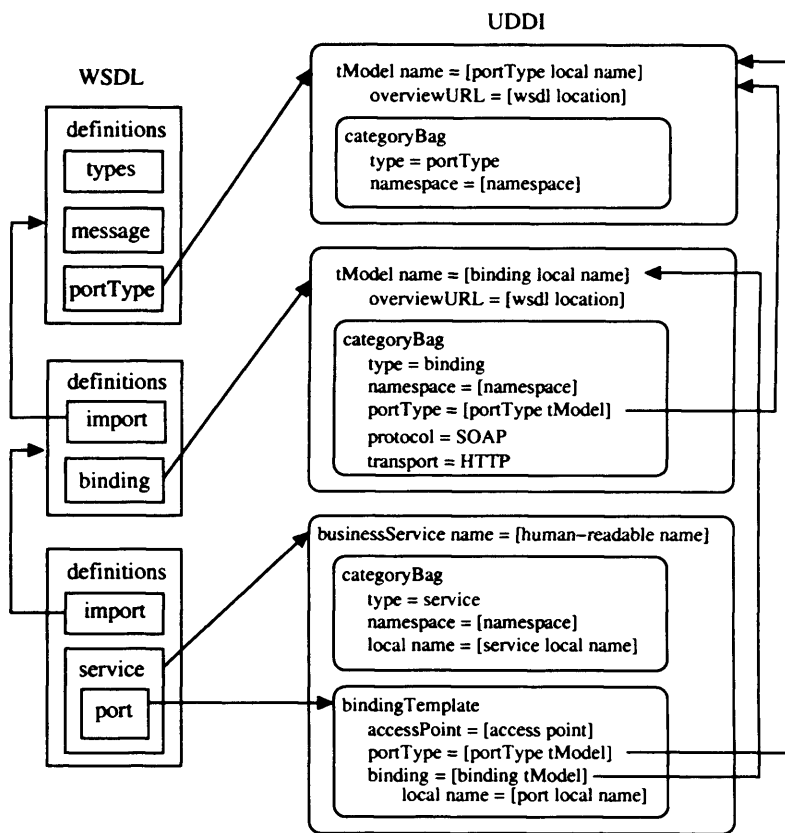 WSDL
definitions
types
message
portType
definitions
import
binding
definitions
import
service
port
UDDI
tModel name = [portType local name]
overviewURL = [wsdl location]
categoryBag
type = portType
namespace = [namespace]
tModel name = [binding local name]
overviewURL = [wsdl location]
categoryBag
type = binding
namespace = [namespace]
portType = [portType tModel]
protocol = SOAP
transport = HTTP
businessService name = [human-readable name]
categoryBag
type = service
namespace = [namespace]
local name = [service local name]
bindingTemplate
accessPoint = [access point]
portType = [portType tModel]
binding = [binding tModel]
local name = [port local name]